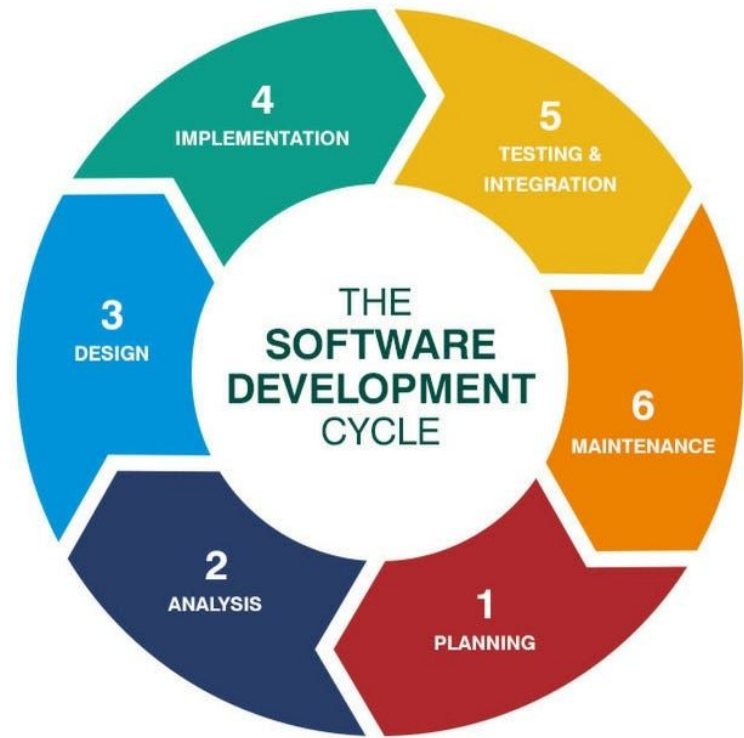 THE
SOFTWARE
DEVELOPMENT
CYCLE
1
PLANNING
2
ANALYSIS
3
DESIGN
4
IMPLEMENTATION
5
TESTING &
INTEGRATION
6
MAINTENANCE